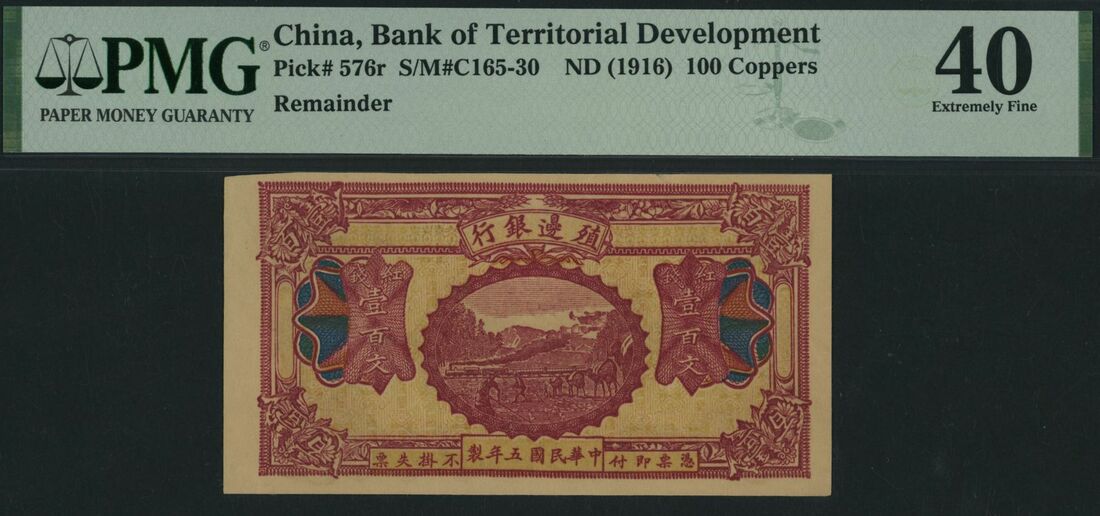 PMG®
PAPER MONEY GUARANTY
China, Bank of Territorial Development
Pick# 576r S/M#C165-30 ND (1916) 100 Coppers
Remainder
40
Extremely Fine
殖邊銀行
壹百文
壹百文
憑票即付
中華民國五年製
不掛失票